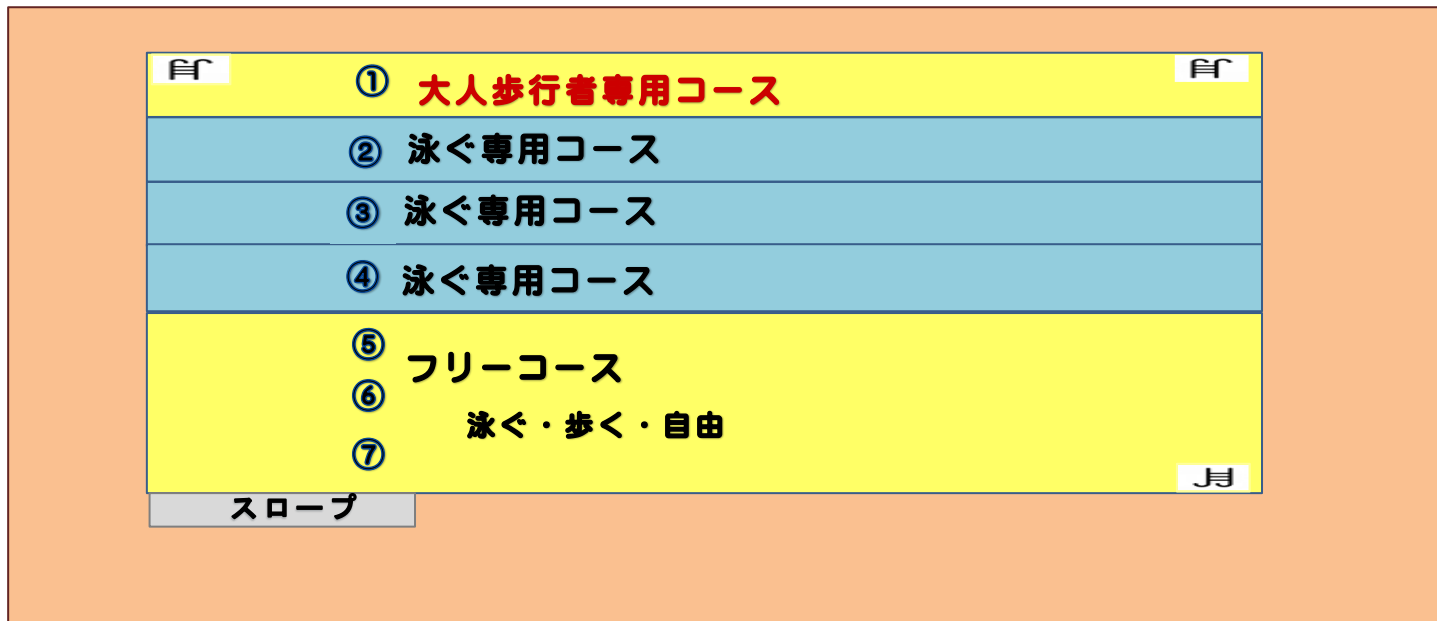 ① 大人歩行者専用コース
② 泳ぐ専用コース
③ 泳ぐ専用コース
④ 泳ぐ専用コース
⑤
フリーコース
⑥
泳ぐ・歩く・自由
⑦
スロープ